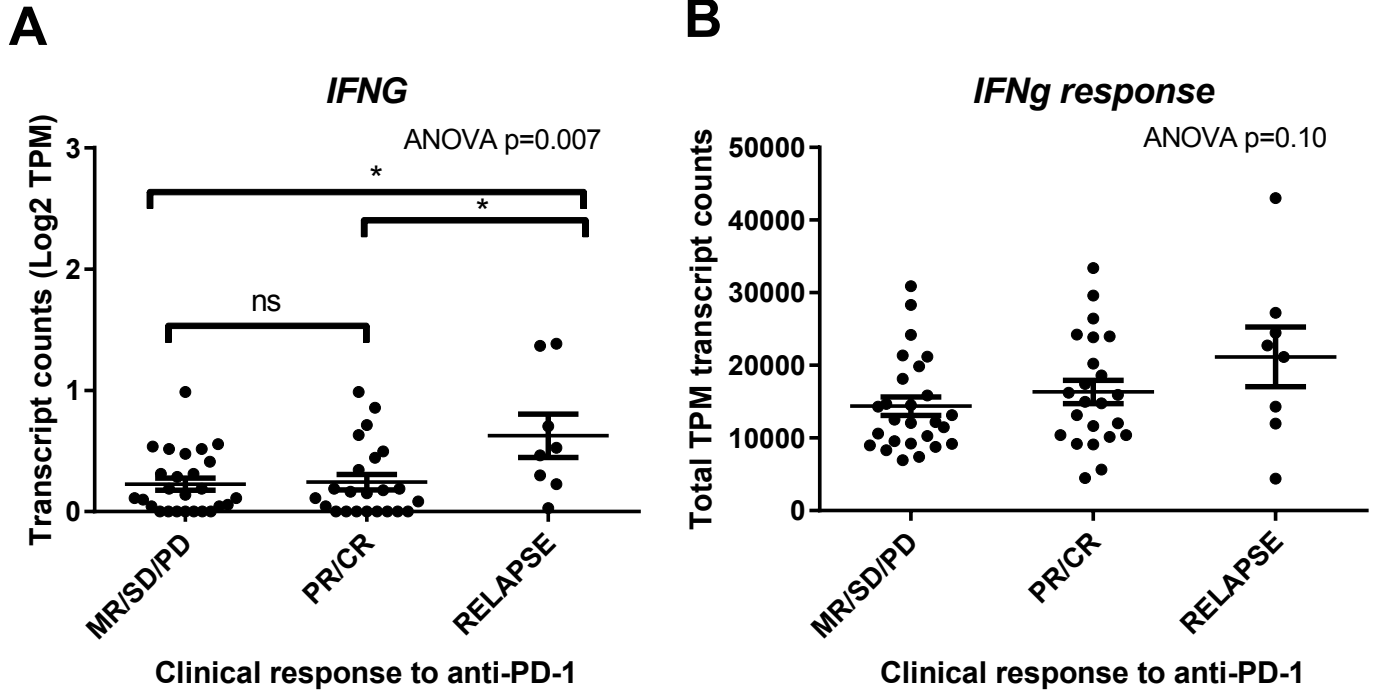 A
IFNG
ANOVA p=0.007
Transcript counts (Log2 TPM)
3
2
1
0
*
*
ns
MR/SD/PD
PR/CR
RELAPSE
Clinical response to anti-PD-1
B
IFNg response
ANOVA p=0.10
Total TPM transcript counts
50000
40000
30000
20000
10000
0
MR/SD/PD
PR/CR
RELAPSE
Clinical response to anti-PD-1